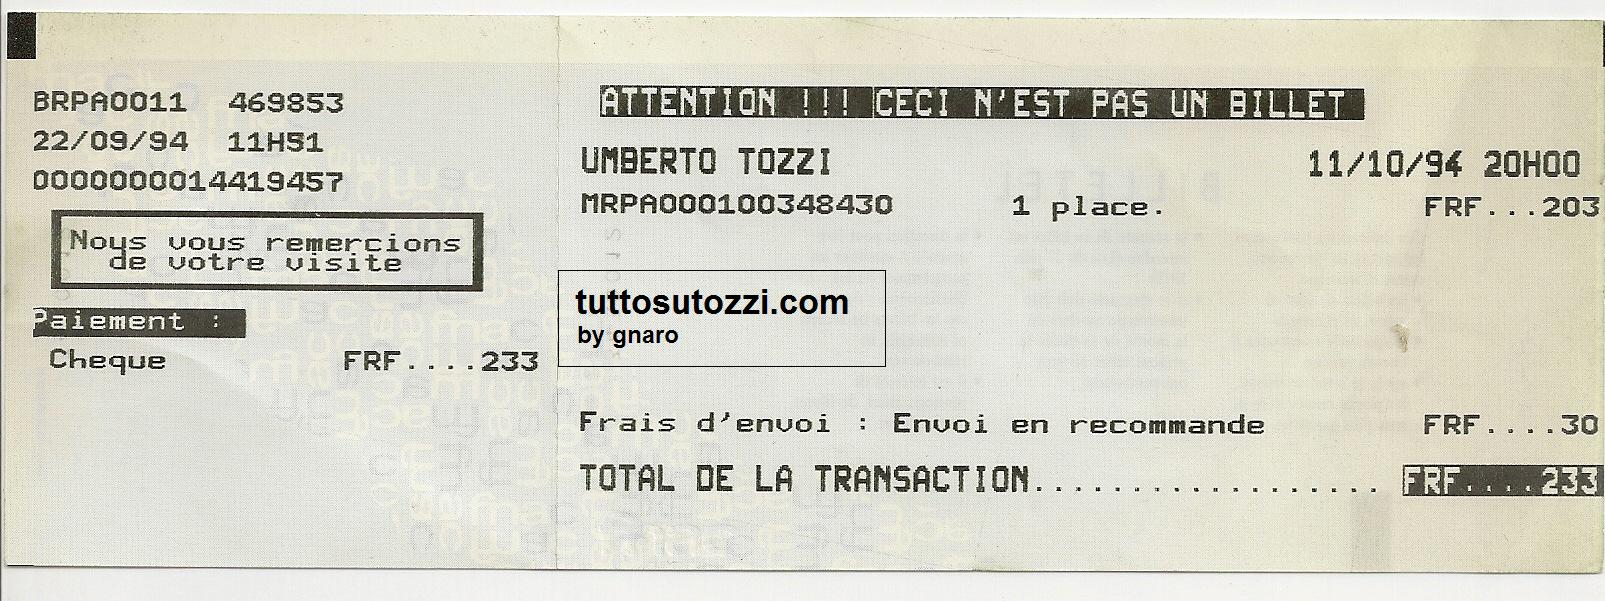 BRPA0011 469853
22/09/94 11H51
0000000014419457
Nous vous remercions
de votre visite
Paiement :
Cheque FRF....233
ATTENTION !!! CECI N'EST PAS UN BILLET
UMBERTO TOZZI 11/10/94 20H00
MRPA000100348430 1 place. FRF...203
tuttosutozzi.com
by gnaro
Frais d'envoi : Envoi en recommande FRF....30
TOTAL DE LA TRANSACTION.................. FRF....233